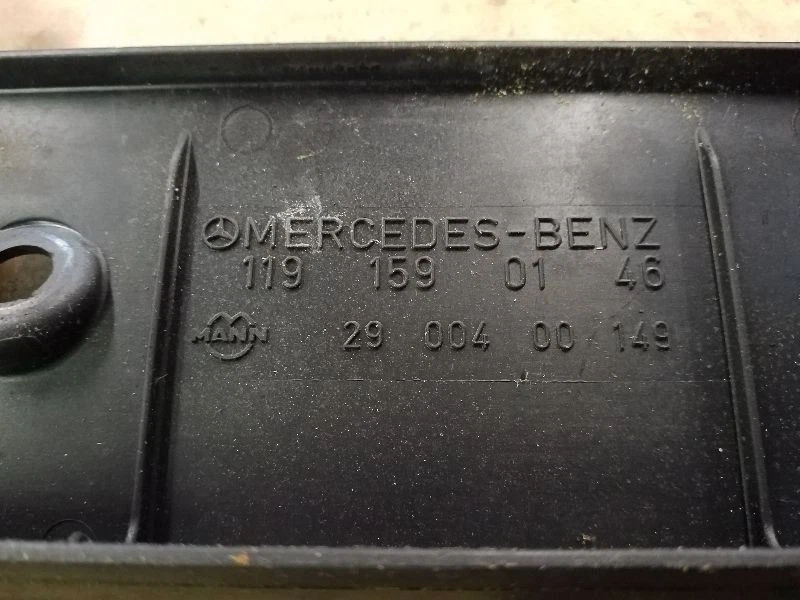 MERCEDES-BENZ
119 159 01 46
MANN 29 004 00 149